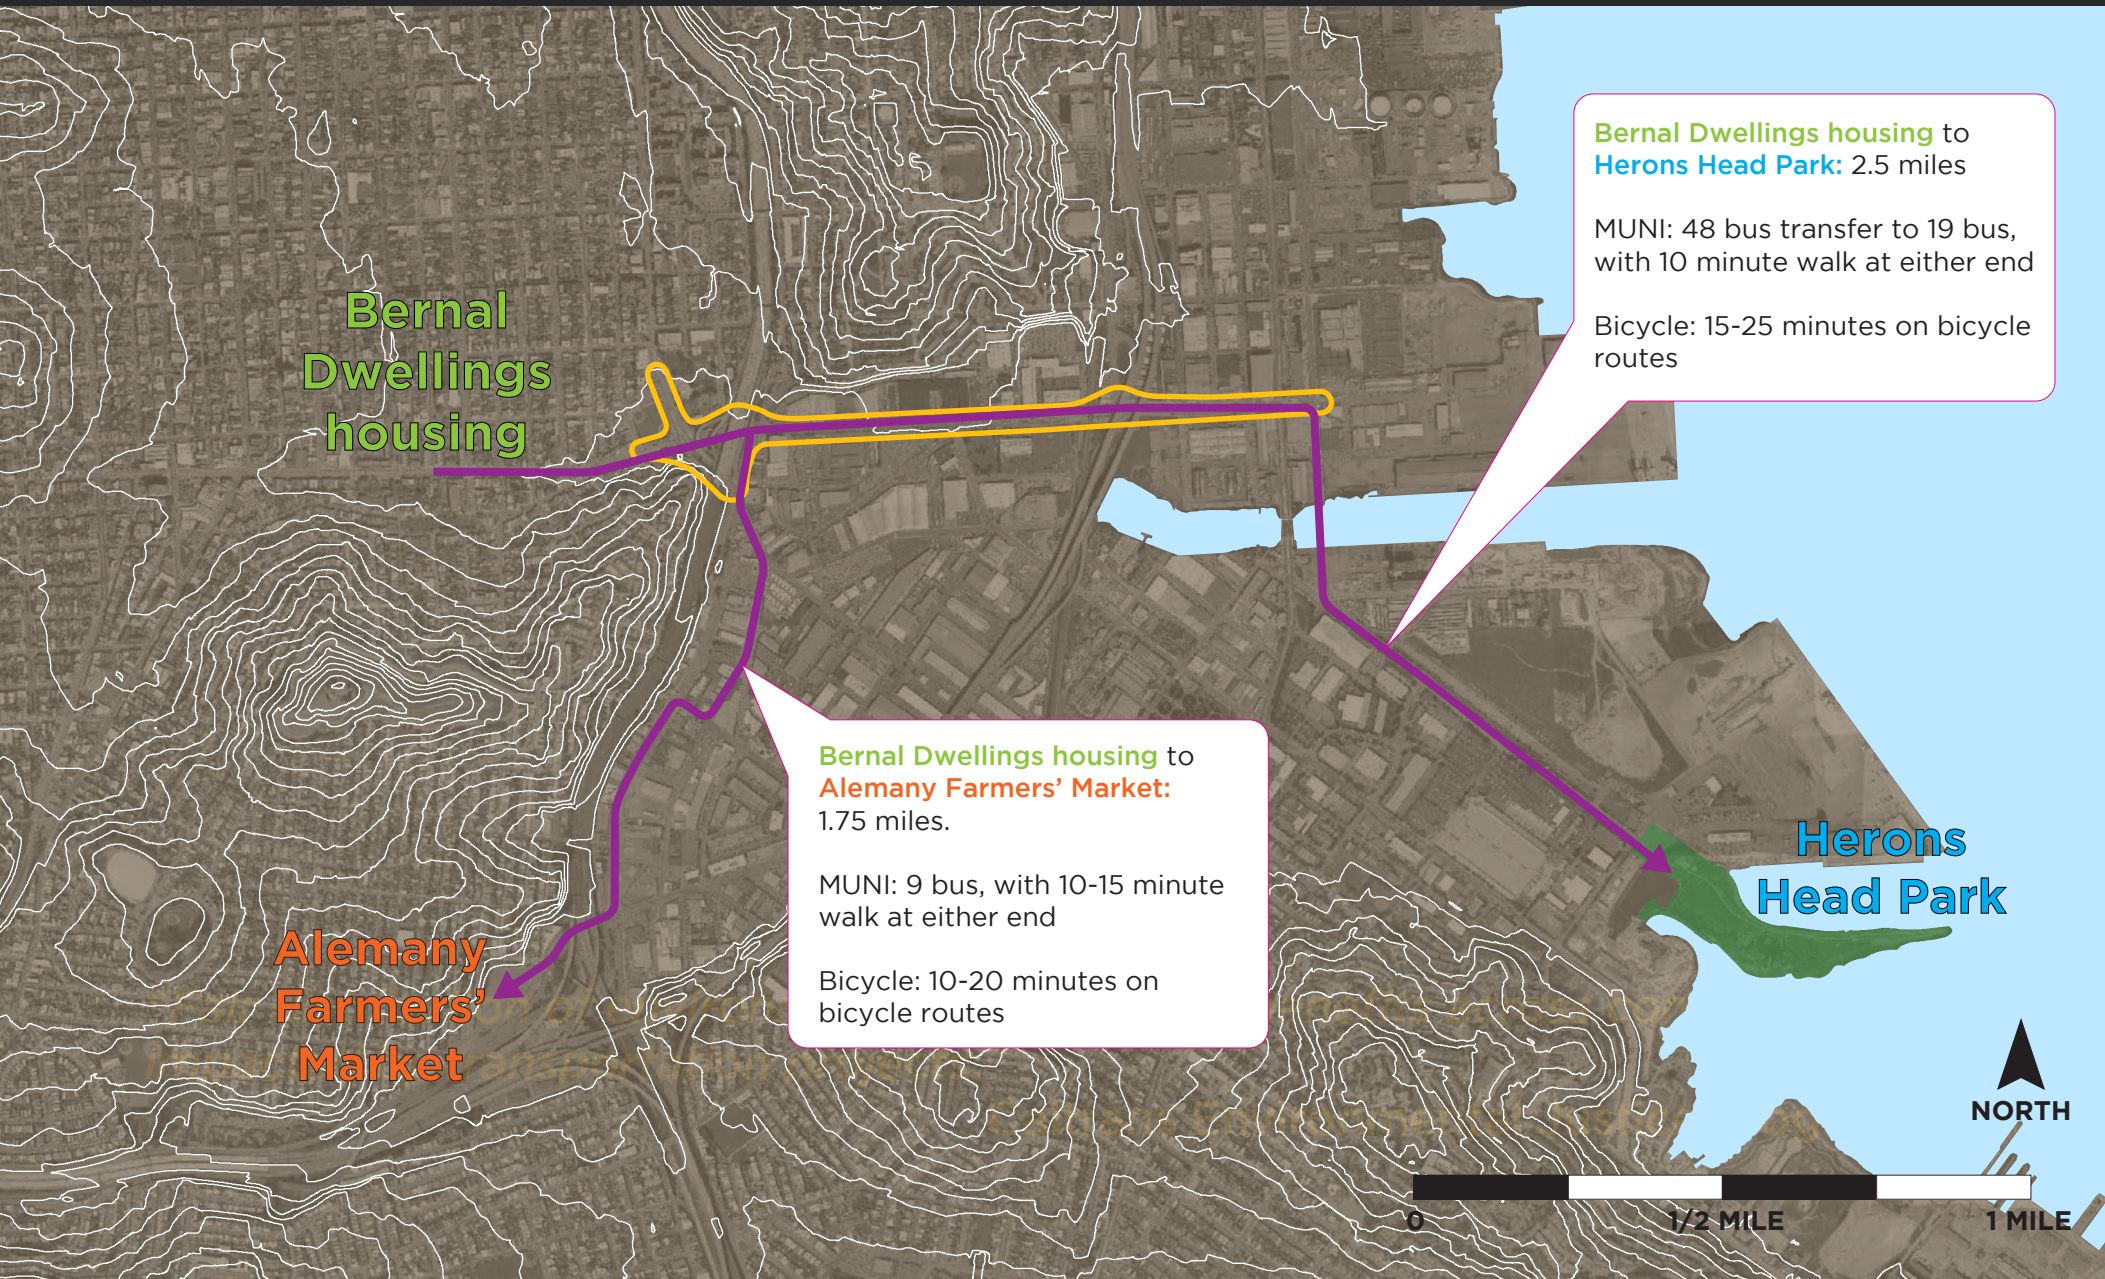 Bernal Dwellings housing to
Herons Head Park: 2.5 miles
MUNI: 48 bus transfer to 19 bus,
with 10 minute walk at either end
Bicycle: 15-25 minutes on bicycle
routes
Bernal
Dwellings
housing
Bernal Dwellings housing to
Alemany Farmers’ Market:
1.75 miles.
MUNI: 9 bus, with 10-15 minute
walk at either end
Bicycle: 10-20 minutes on
bicycle routes
Herons
Head Park
Alemany
Farmers’
Market
Caltrans Environmental
NORTH
0 1/2 MILE 1 MILE